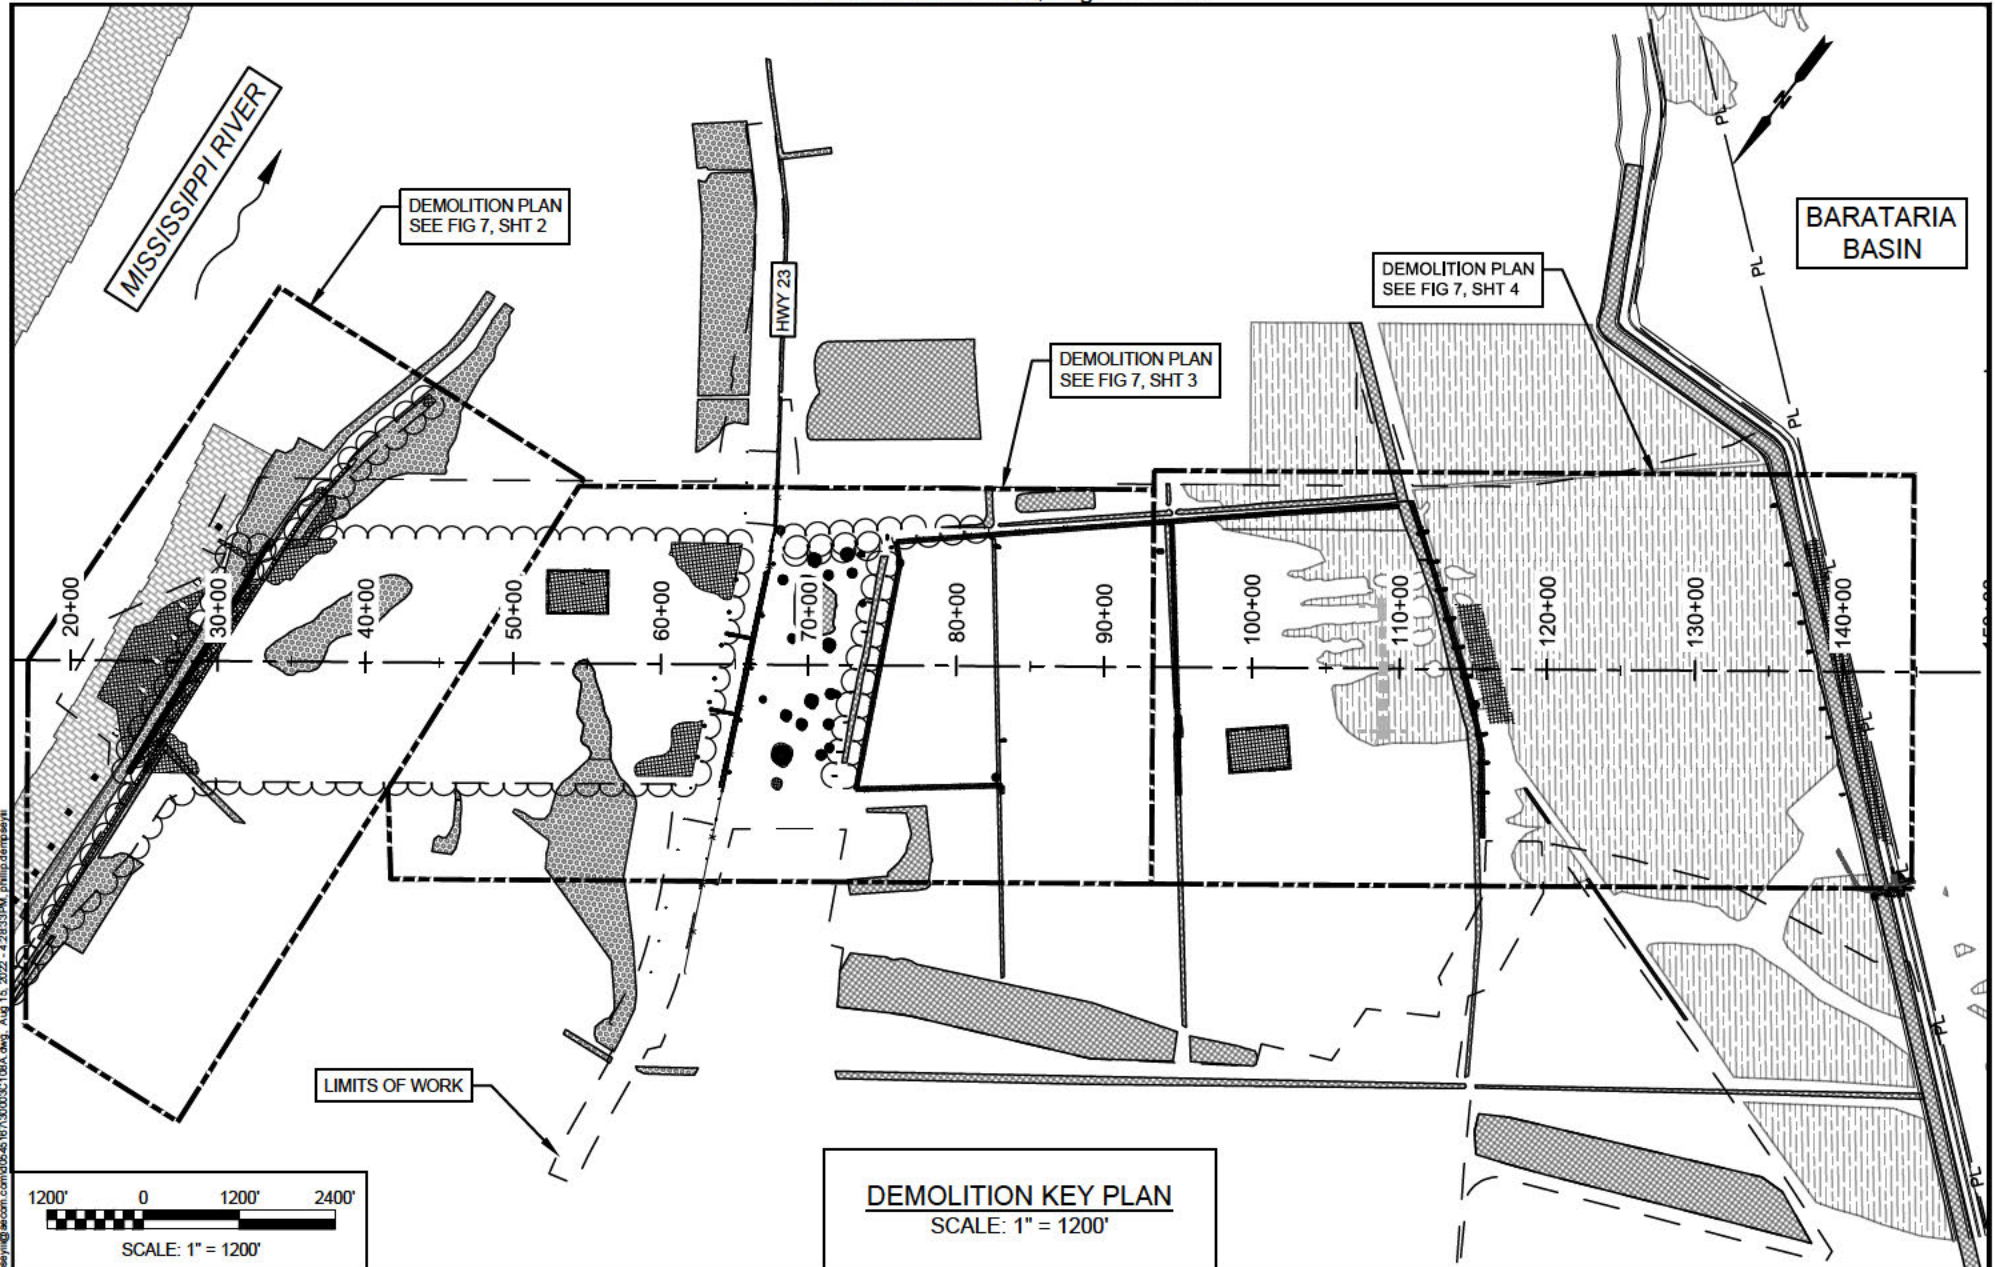 MISSISSIPPI RIVER
DEMOLITION PLAN
SEE FIG 7, SHT 2
HWY 23
DEMOLITION PLAN
SEE FIG 7, SHT 3
DEMOLITION PLAN
SEE FIG 7, SHT 4
N
BARATARIA
BASIN
PL
PL
PL
PL
PL
PL
PL
20+00
30+00
40+00
50+00
60+00
70+00
80+00
90+00
100+00
110+00
120+00
130+00
140+00
LIMITS OF WORK
1200' 0 1200' 2400'
SCALE: 1" = 1200'
DEMOLITION KEY PLAN
SCALE: 1" = 1200'